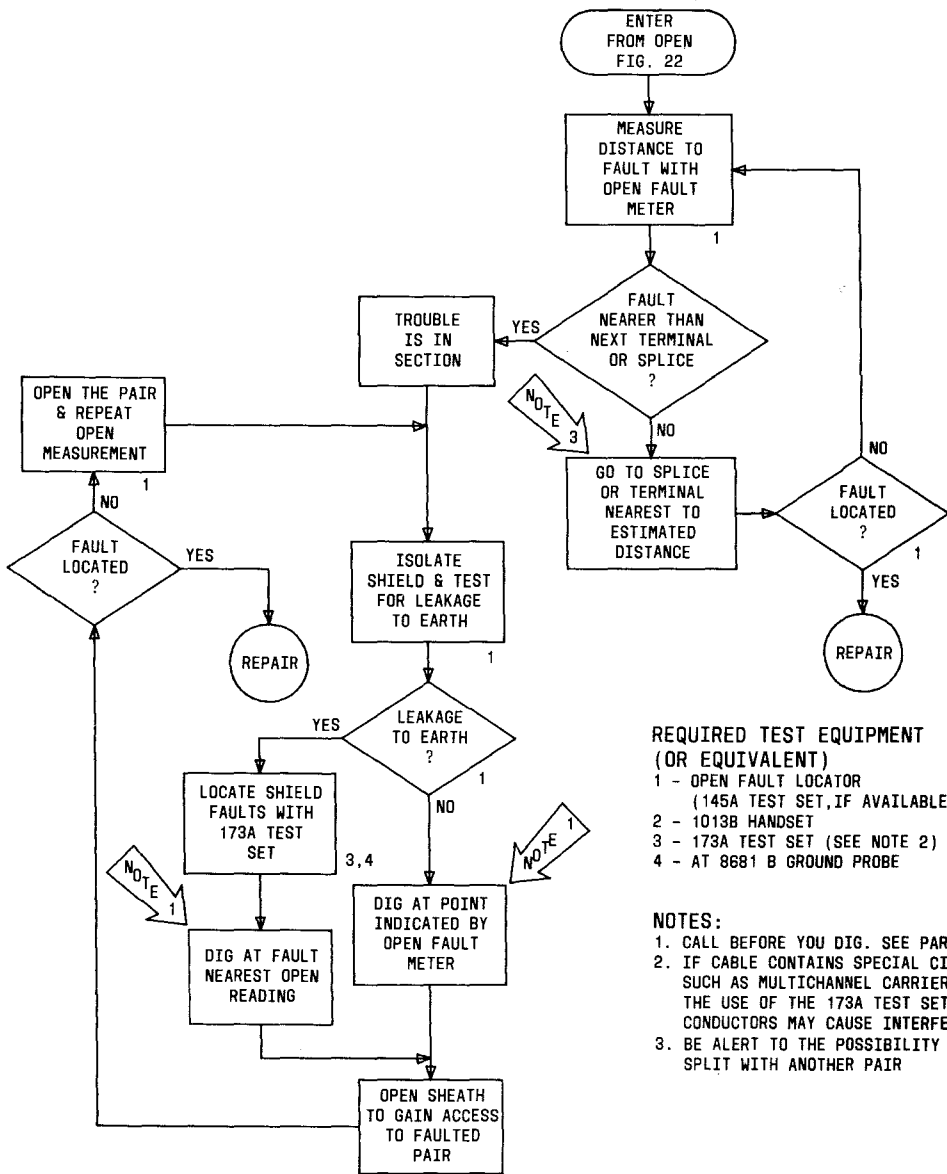 ENTER
FROM OPEN
FIG. 22
MEASURE
DISTANCE TO
FAULT WITH
OPEN FAULT
METER
1
FAULT
NEARER THAN
NEXT TERMINAL
OR SPLICE
?
YES
TROUBLE
IS IN
SECTION
NOTE 3
NO
GO TO SPLICE
OR TERMINAL
NEAREST TO
ESTIMATED
DISTANCE
NO
FAULT
LOCATED
?
1
YES
REPAIR
OPEN THE PAIR
& REPEAT
OPEN
MEASUREMENT
1
NO
FAULT
LOCATED
?
YES
REPAIR
ISOLATE
SHIELD & TEST
FOR LEAKAGE
TO EARTH
1
LEAKAGE
TO EARTH
?
1
YES
NO
LOCATE SHIELD
FAULTS WITH
173A TEST
SET
3,4
NOTE 1
DIG AT FAULT
NEAREST OPEN
READING
NOTE 1
DIG AT POINT
INDICATED BY
OPEN FAULT
METER
OPEN SHEATH
TO GAIN ACCESS
TO FAULTED
PAIR
REQUIRED TEST EQUIPMENT
(OR EQUIVALENT)
1 - OPEN FAULT LOCATOR
(145A TEST SET,IF AVAILABLE
2 - 1013B HANDSET
3 - 173A TEST SET (SEE NOTE 2)
4 - AT 8681 B GROUND PROBE
NOTES:
1. CALL BEFORE YOU DIG. SEE PAR
2. IF CABLE CONTAINS SPECIAL CI
SUCH AS MULTICHANNEL CARRIER
THE USE OF THE 173A TEST SET
CONDUCTORS MAY CAUSE INTERFE
3. BE ALERT TO THE POSSIBILITY
SPLIT WITH ANOTHER PAIR